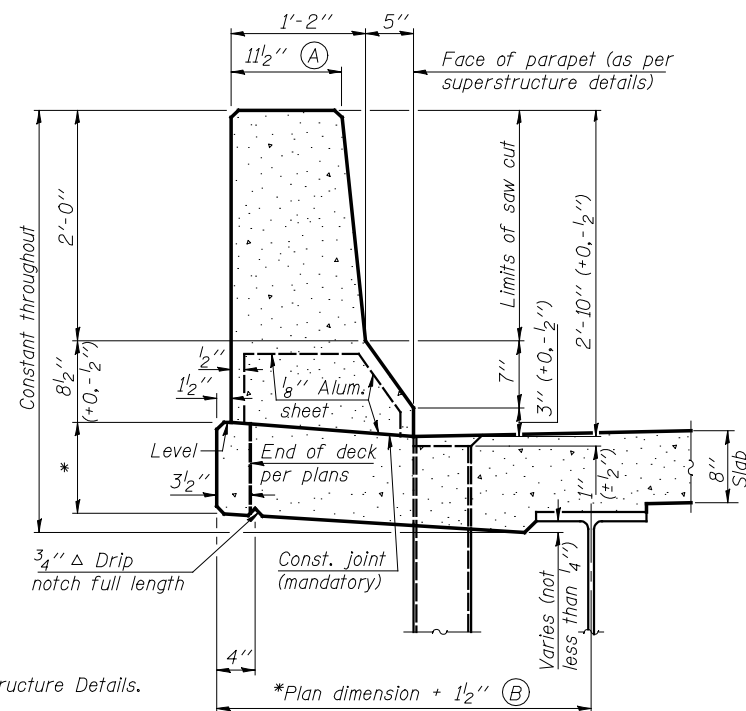 1'-2"
5"
11½" Ⓐ
Face of parapet (as per
superstructure details)
Constant throughout
2'-0"
8½"
(+0,-½")
*
½"
1½"
⅛" Alum.
sheet
Limits of saw cut
7"
3" (+0,-½")
2'-10" (+0,-½")
Level
End of deck
per plans
3½"
¾" Δ Drip
notch full length
Const. joint
(mandatory)
1"
(±½")
8"
Slab
Varies (not
less than ¼")
4"
ructure Details.
*Plan dimension + 1½" Ⓑ